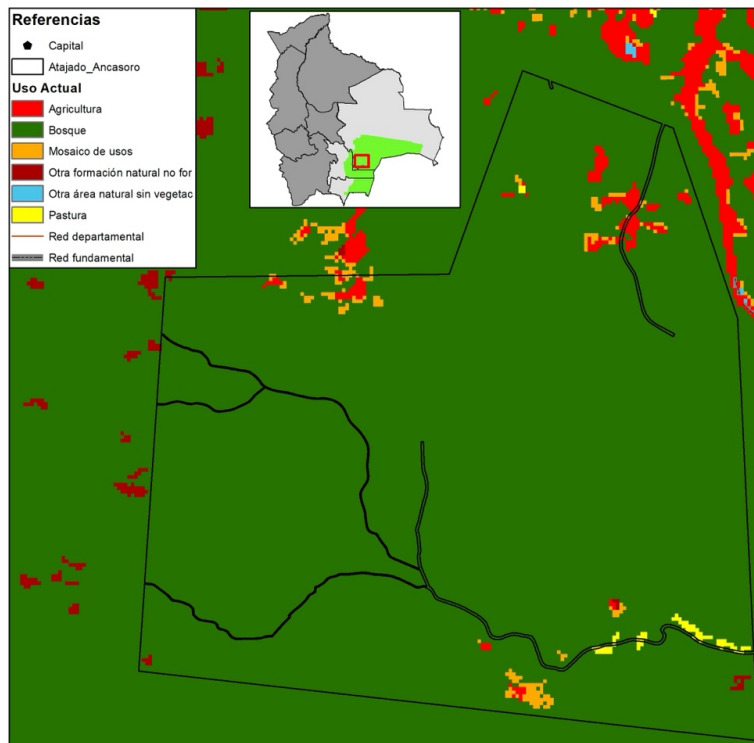 Referencias
Capital
Atajado_Ancasoro
Uso Actual
Agricultura
Bosque
Mosaico de usos
Otra formación natural no for
Otra área natural sin vegetac
Pastura
Red departamental
Red fundamental